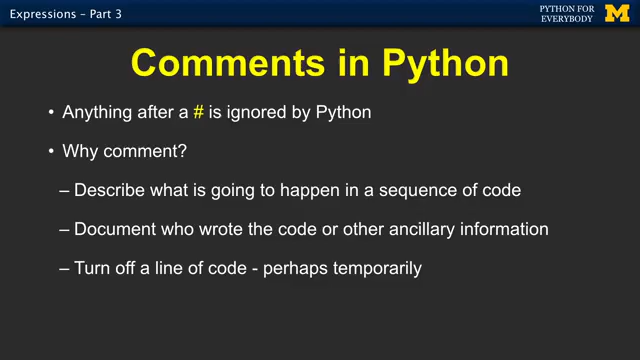 Expressions – Part 3
PYTHON FOR
EVERYBODY
M
Comments in Python
• Anything after a # is ignored by Python
• Why comment?
– Describe what is going to happen in a sequence of code
– Document who wrote the code or other ancillary information
– Turn off a line of code - perhaps temporarily